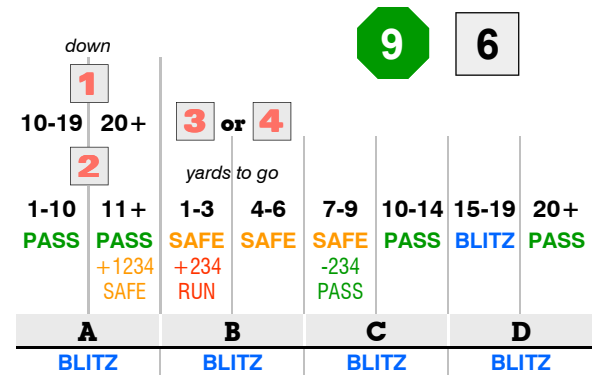 9 6
down
1
10-19 20+ 3 or 4
2 yards to go
1-10 11+ 1-3 4-6 7-9 10-14 15-19 20+
PASS PASS SAFE SAFE SAFE PASS BLITZ PASS
+1234 +234 -234
SAFE RUN PASS
A B C D
BLITZ BLITZ BLITZ BLITZ